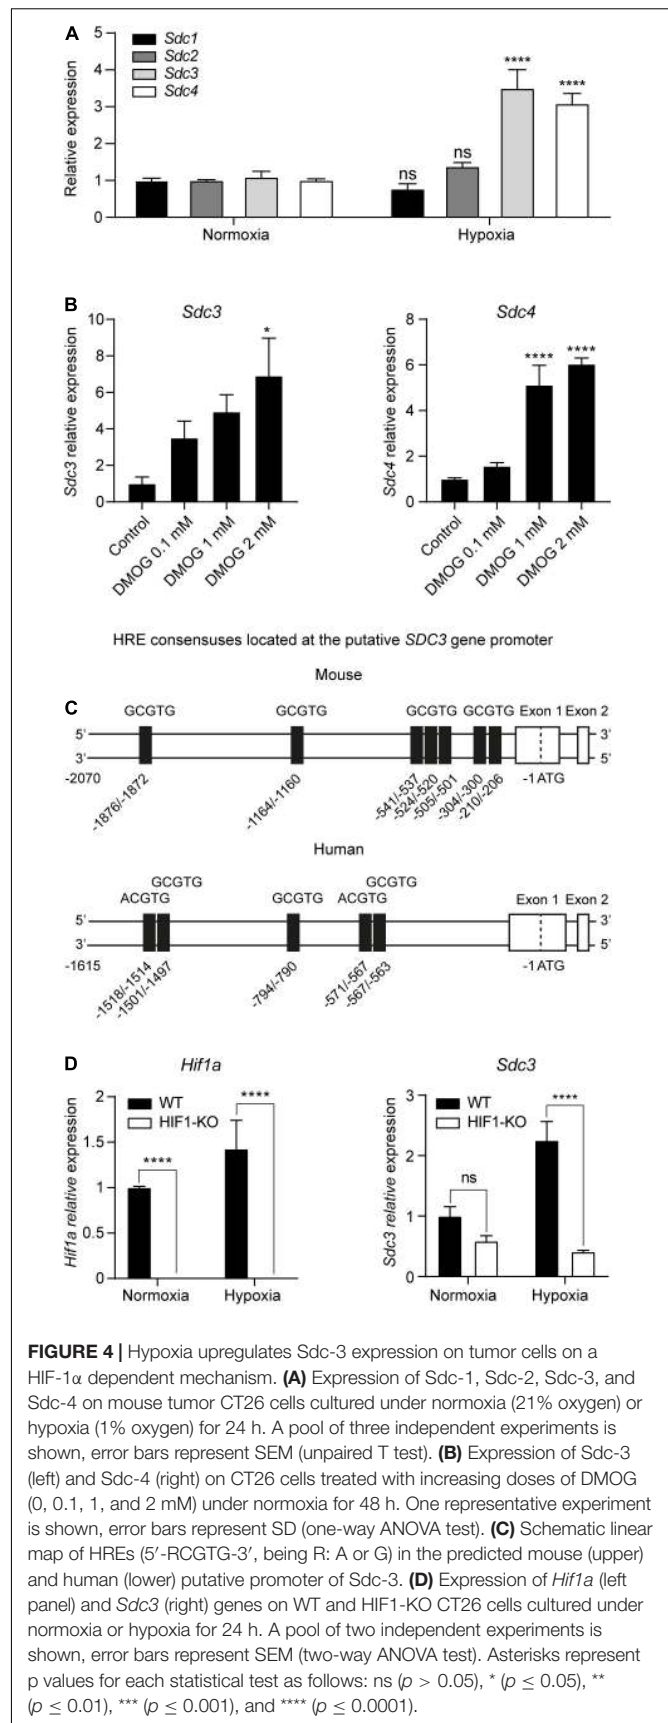 A
Relative expression
5
4
3
2
1
0
Sdc1
Sdc2
Sdc3
Sdc4
ns
ns
****
****
Normoxia
Hypoxia
B
Sdc3
Sdc3 relative expression
10
8
6
4
2
0
*
Control
DMOG 0.1 mM
DMOG 1 mM
DMOG 2 mM
Sdc4
Sdc4 relative expression
8
6
4
2
0
****
****
Control
DMOG 0.1 mM
DMOG 1 mM
DMOG 2 mM
HRE consensuses located at the putative SDC3 gene promoter
Mouse
C
GCGTG GCGTG GCGTG GCGTG Exon 1 Exon 2
5' 3'
3' 5'
-2070 -1876/-1872 -1164/-1160 -541/-537 -524/-520 -505/-501 -304/-300 -210/-206 -1 ATG
Human
GCGTG GCGTG
ACGTG GCGTG ACGTG Exon 1 Exon 2
5' 3'
3' 5'
-1615 -1518/-1514 -1501/-1497 -794/-790 -571/-567 -567/-563 -1 ATG
D
Hif1a
Hif1a relative expression
2
1.5
1
0.5
0
WT
HIF1-KO
****
****
Normoxia Hypoxia
Sdc3
Sdc3 relative expression
3
2
1
0
WT
HIF1-KO
ns
****
Normoxia Hypoxia
FIGURE 4 | Hypoxia upregulates Sdc-3 expression on tumor cells on a
HIF-1α dependent mechanism. (A) Expression of Sdc-1, Sdc-2, Sdc-3, and
Sdc-4 on mouse tumor CT26 cells cultured under normoxia (21% oxygen) or
hypoxia (1% oxygen) for 24 h. A pool of three independent experiments is
shown, error bars represent SEM (unpaired T test). (B) Expression of Sdc-3
(left) and Sdc-4 (right) on CT26 cells treated with increasing doses of DMOG
(0, 0.1, 1, and 2 mM) under normoxia for 48 h. One representative experiment
is shown, error bars represent SD (one-way ANOVA test). (C) Schematic linear
map of HREs (5′-RCGTG-3′, being R: A or G) in the predicted mouse (upper)
and human (lower) putative promoter of Sdc-3. (D) Expression of Hif1a (left
panel) and Sdc3 (right) genes on WT and HIF1-KO CT26 cells cultured under
normoxia or hypoxia for 24 h. A pool of two independent experiments is
shown, error bars represent SEM (two-way ANOVA test). Asterisks represent
p values for each statistical test as follows: ns (p > 0.05), * (p ≤ 0.05), **
(p ≤ 0.01), *** (p ≤ 0.001), and **** (p ≤ 0.0001).